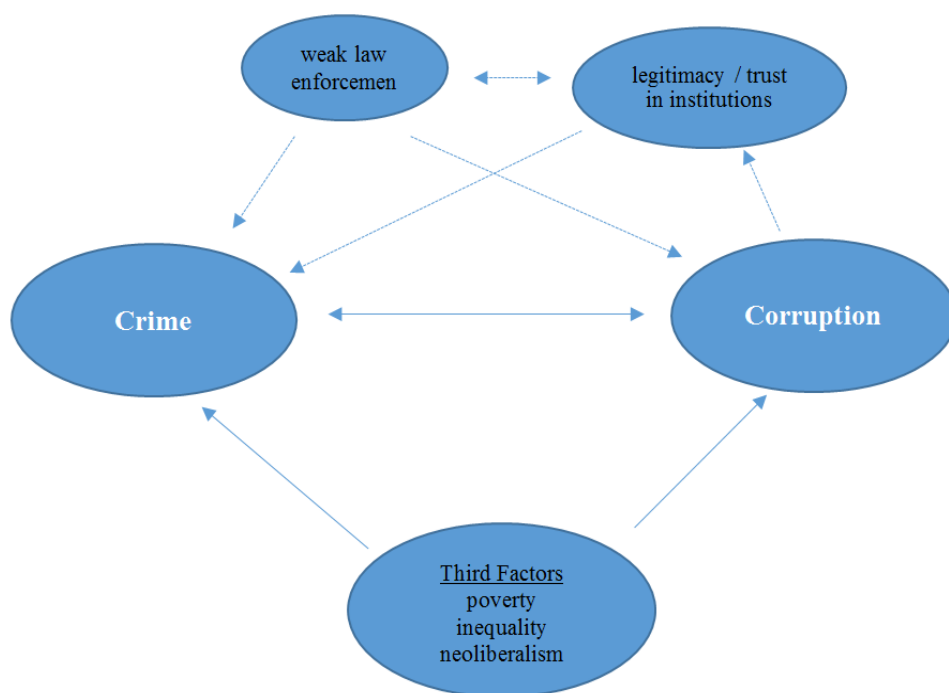 weak law
enforcemen
legitimacy / trust
in institutions
Crime
Corruption
Third Factors
poverty
inequality
neoliberalism